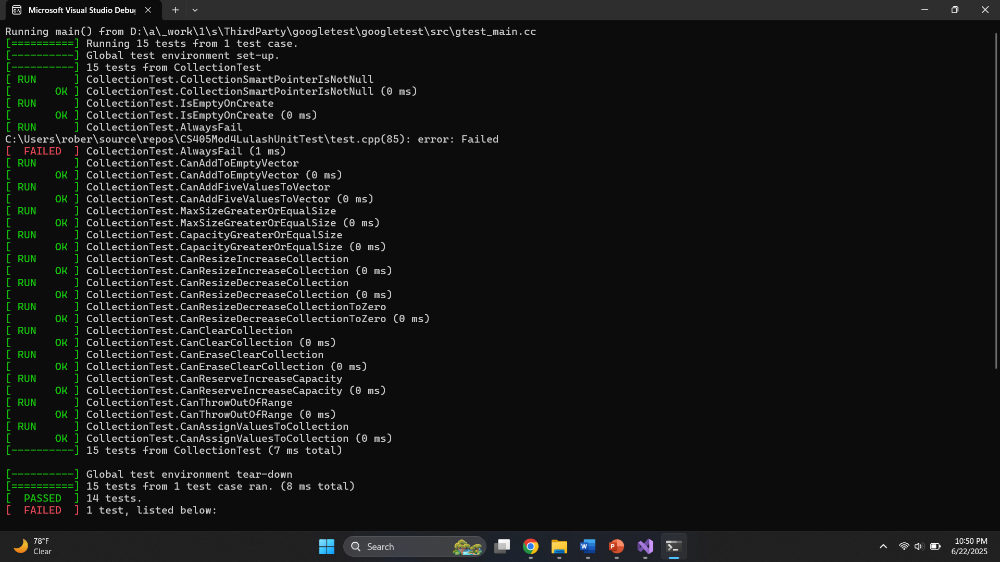 Microsoft Visual Studio Debug
Running main() from D:\a\_work\1\s\ThirdParty\googletest\googletest\src\gtest_main.cc
[==========] Running 15 tests from 1 test case.
[----------] Global test environment set-up.
[----------] 15 tests from CollectionTest
[ RUN      ] CollectionTest.CollectionSmartPointerIsNotNull
[       OK ] CollectionTest.CollectionSmartPointerIsNotNull (0 ms)
[ RUN      ] CollectionTest.IsEmptyOnCreate
[       OK ] CollectionTest.IsEmptyOnCreate (0 ms)
[ RUN      ] CollectionTest.AlwaysFail
C:\Users\rober\source\repos\CS405Mod4LulashUnitTest\test.cpp(85): error: Failed
[  FAILED  ] CollectionTest.AlwaysFail (1 ms)
[ RUN      ] CollectionTest.CanAddToEmptyVector
[       OK ] CollectionTest.CanAddToEmptyVector (0 ms)
[ RUN      ] CollectionTest.CanAddFiveValuesToVector
[       OK ] CollectionTest.CanAddFiveValuesToVector (0 ms)
[ RUN      ] CollectionTest.MaxSizeGreaterOrEqualSize
[       OK ] CollectionTest.MaxSizeGreaterOrEqualSize (0 ms)
[ RUN      ] CollectionTest.CapacityGreaterOrEqualSize
[       OK ] CollectionTest.CapacityGreaterOrEqualSize (0 ms)
[ RUN      ] CollectionTest.CanResizeIncreaseCollection
[       OK ] CollectionTest.CanResizeIncreaseCollection (0 ms)
[ RUN      ] CollectionTest.CanResizeDecreaseCollection
[       OK ] CollectionTest.CanResizeDecreaseCollection (0 ms)
[ RUN      ] CollectionTest.CanResizeDecreaseCollectionToZero
[       OK ] CollectionTest.CanResizeDecreaseCollectionToZero (0 ms)
[ RUN      ] CollectionTest.CanClearCollection
[       OK ] CollectionTest.CanClearCollection (0 ms)
[ RUN      ] CollectionTest.CanEraseClearCollection
[       OK ] CollectionTest.CanEraseClearCollection (0 ms)
[ RUN      ] CollectionTest.CanReserveIncreaseCapacity
[       OK ] CollectionTest.CanReserveIncreaseCapacity (0 ms)
[ RUN      ] CollectionTest.CanThrowOutOfRange
[       OK ] CollectionTest.CanThrowOutOfRange (0 ms)
[ RUN      ] CollectionTest.CanAssignValuesToCollection
[       OK ] CollectionTest.CanAssignValuesToCollection (0 ms)
[----------] 15 tests from CollectionTest (7 ms total)
[----------] Global test environment tear-down
[==========] 15 tests from 1 test case ran. (8 ms total)
[  PASSED  ] 14 tests.
[  FAILED  ] 1 test, listed below:
78°F
Clear
Search
10:50 PM
6/22/2025